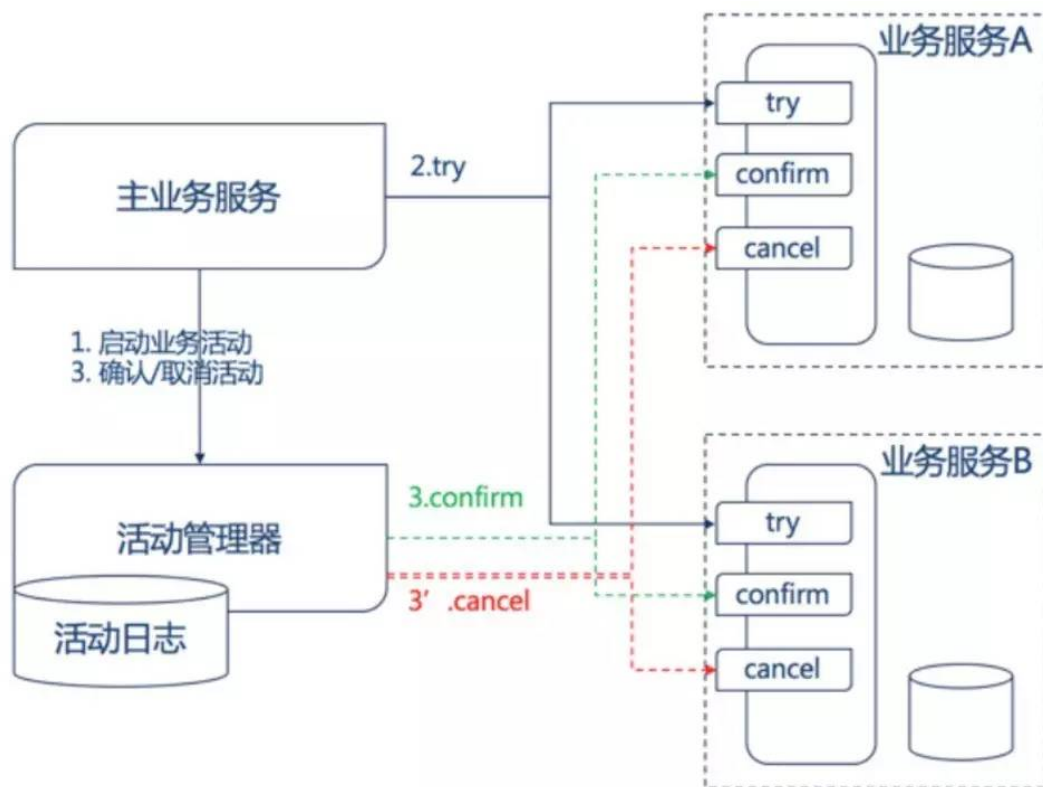 业务服务A
try
confirm
cancel
主业务服务
2.try
1. 启动业务活动
3. 确认/取消活动
活动管理器
活动日志
3.confirm
3′ .cancel
业务服务B
try
confirm
cancel